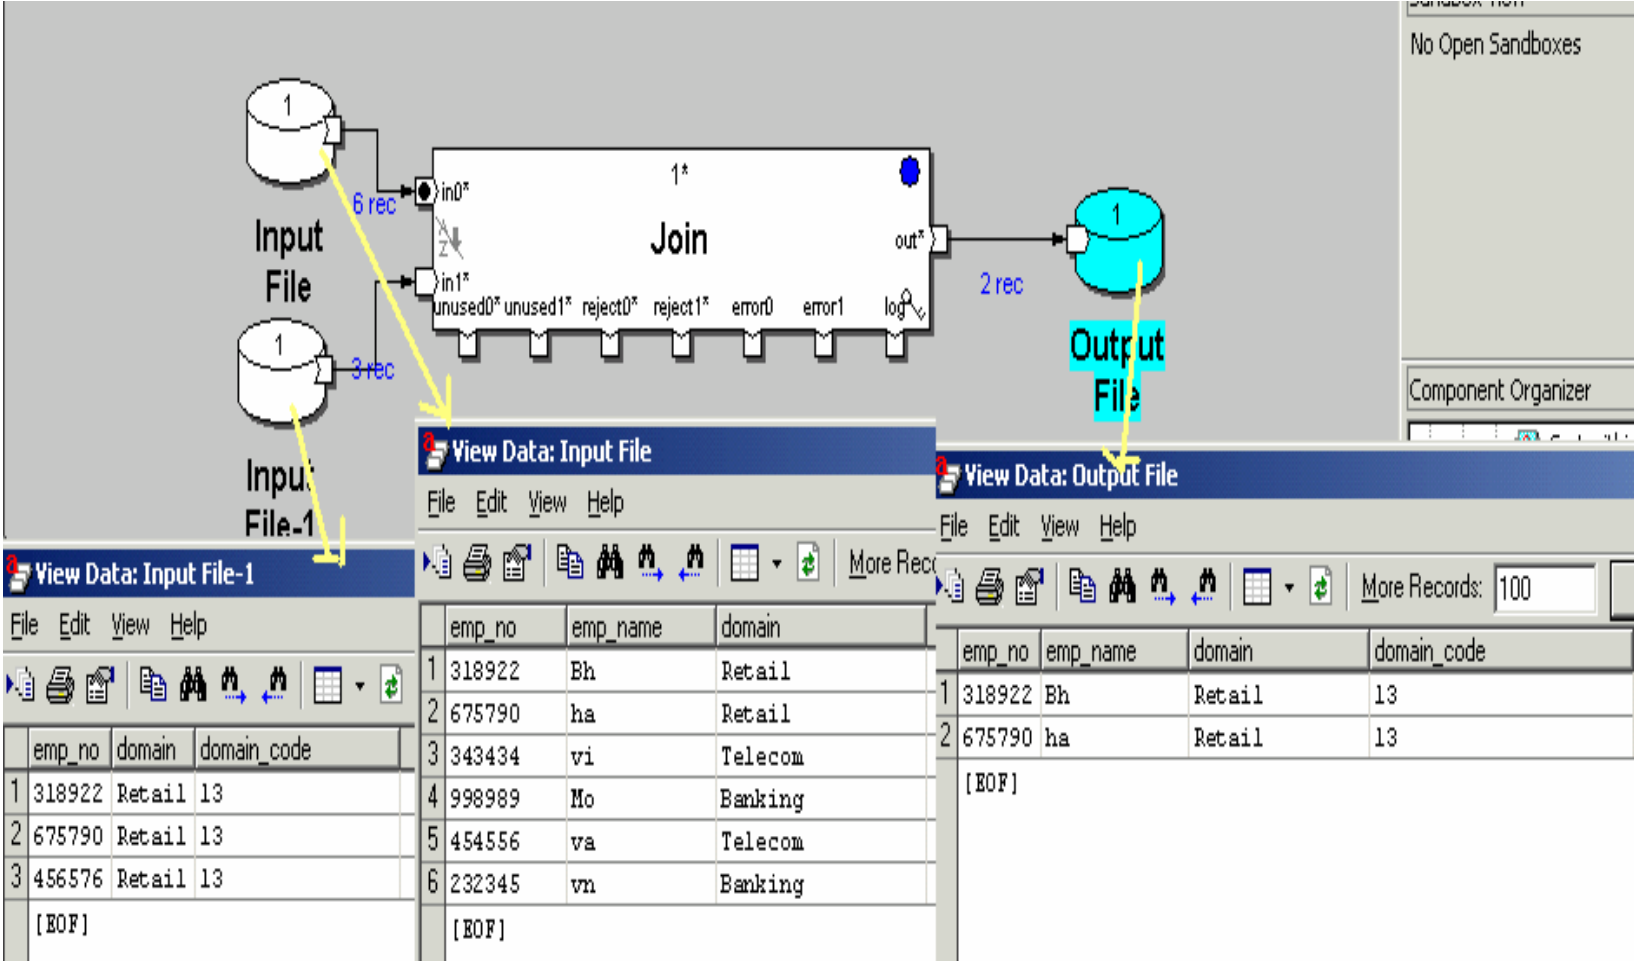 No Open Sandboxes
1
6 rec
Input
File
in0*
1*
Join
out*
in1*
unused0* unused1* reject0* reject1* error0 error1 log
2 rec
1
Output
File
1
3 rec
Input
File-1
Component Organizer
View Data: Input File-1
File Edit View Help
emp_no domain domain_code
1 318922 Retail 13
2 675790 Retail 13
3 456576 Retail 13
[EOF]
View Data: Input File
File Edit View Help
More Reco
emp_no emp_name domain
1 318922 Bh Retail
2 675790 ha Retail
3 343434 vi Telecom
4 998989 Mo Banking
5 454556 va Telecom
6 232345 vn Banking
[EOF]
View Data: Output File
File Edit View Help
More Records: 100
emp_no emp_name domain domain_code
1 318922 Bh Retail 13
2 675790 ha Retail 13
[EOF]